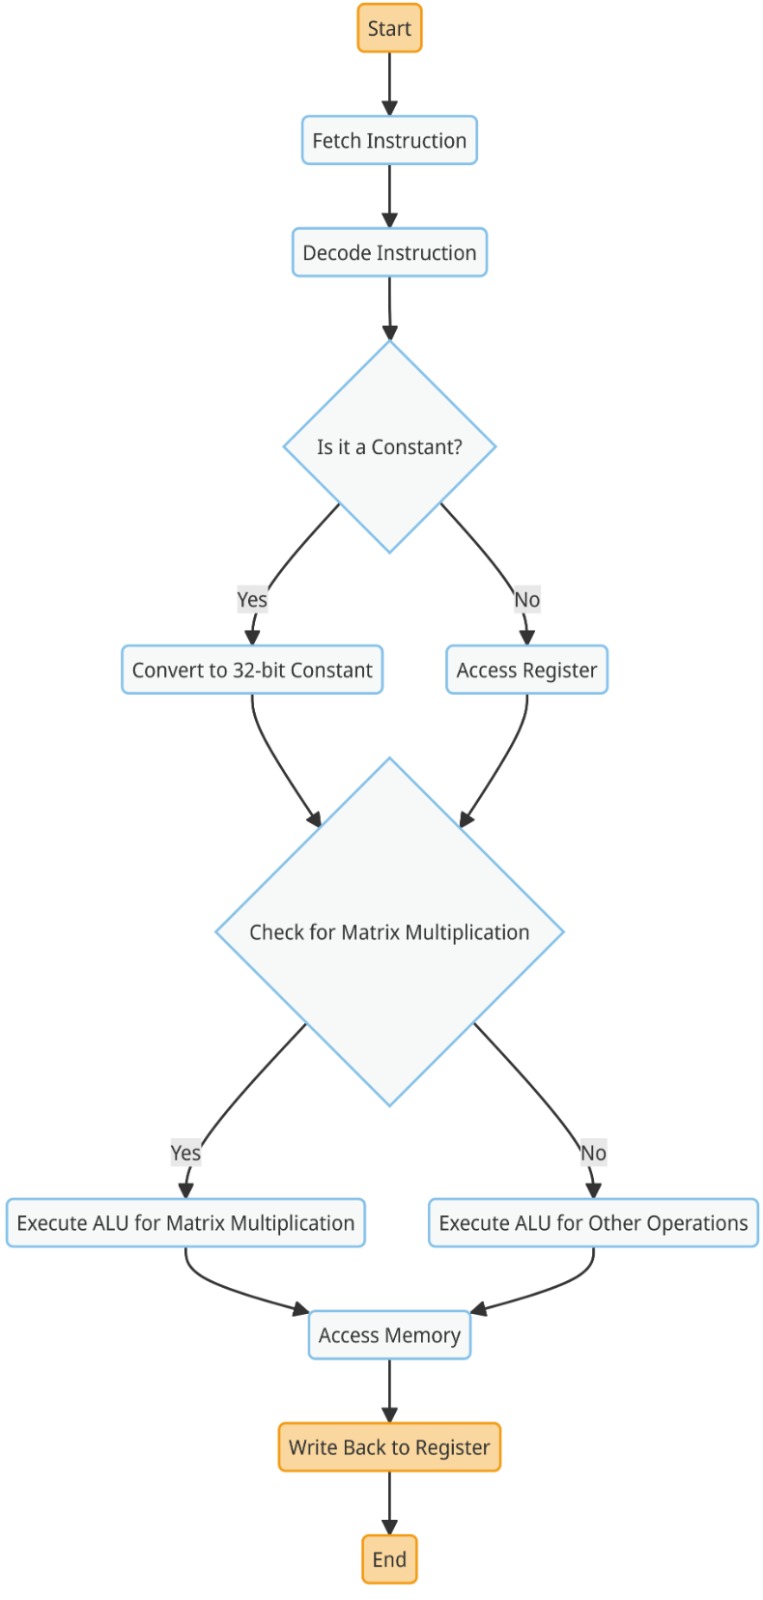 Start
Fetch Instruction
Decode Instruction
Is it a Constant?
Yes
No
Convert to 32-bit Constant
Access Register
Check for Matrix Multiplication
Yes
No
Execute ALU for Matrix Multiplication
Execute ALU for Other Operations
Access Memory
Write Back to Register
End